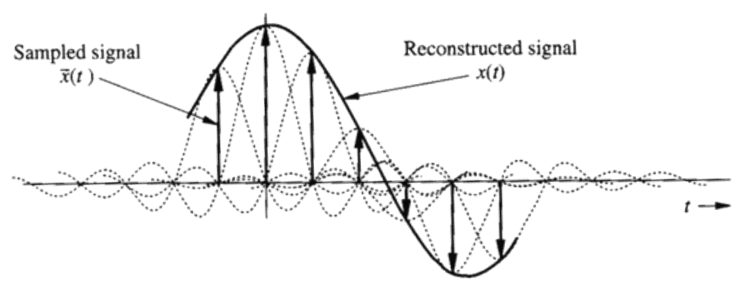 Sampled signal
x̄(t )
Reconstructed signal
x(t)
t